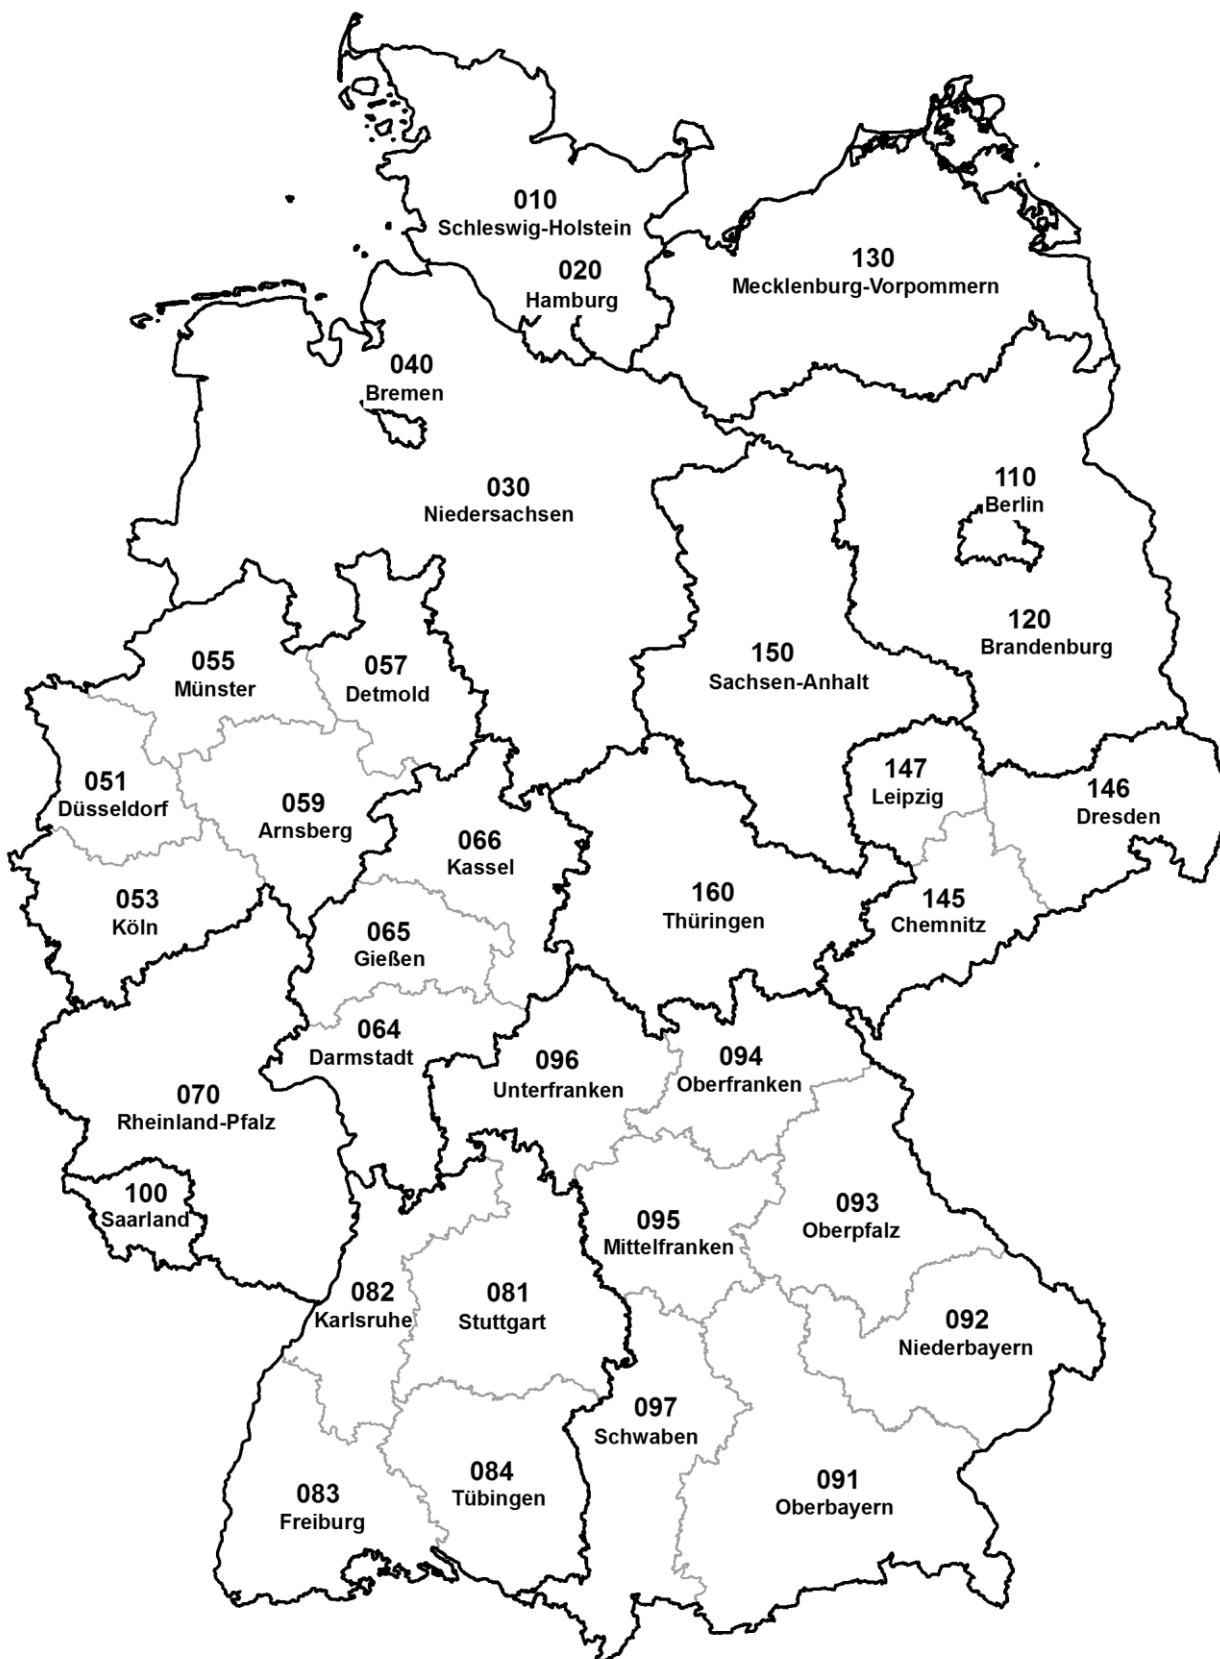 010
Schleswig-Holstein
020
Hamburg
130
Mecklenburg-Vorpommern
040
Bremen
030
Niedersachsen
110
Berlin
120
Brandenburg
150
Sachsen-Anhalt
055
Münster
057
Detmold
051
Düsseldorf
059
Arnsberg
147
Leipzig
146
Dresden
066
Kassel
053
Köln
160
Thüringen
145
Chemnitz
065
Gießen
064
Darmstadt
096
Unterfranken
094
Oberfranken
070
Rheinland-Pfalz
100
Saarland
095
Mittelfranken
093
Oberpfalz
082
Karlsruhe
081
Stuttgart
092
Niederbayern
097
Schwaben
083
Freiburg
084
Tübingen
091
Oberbayern